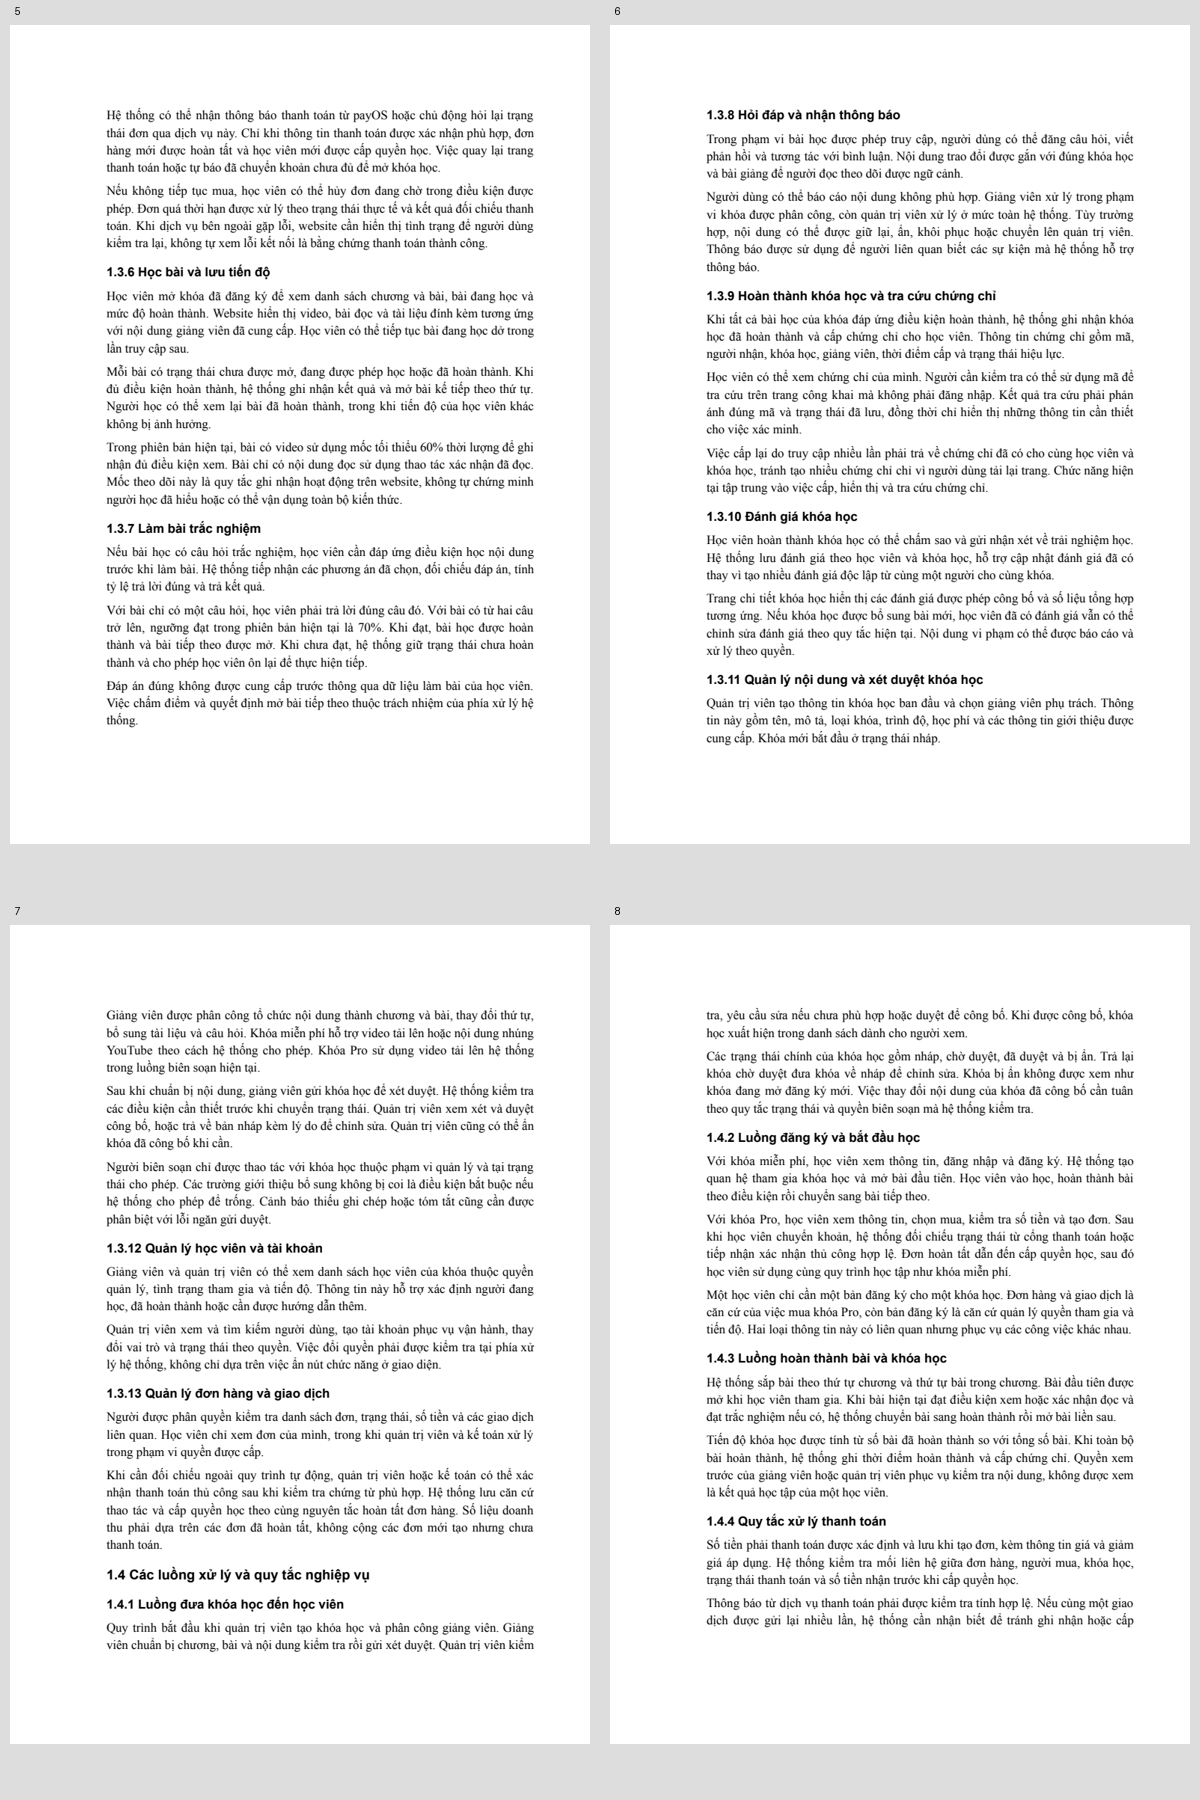 5
Hệ thống có thể nhận thông báo thanh toán từ payOS hoặc chủ động hỏi lại trạng
thái đơn qua dịch vụ này. Chỉ khi thông tin thanh toán được xác nhận phù hợp, đơn
hàng mới được hoàn tất và học viên mới được cấp quyền học. Việc quay lại trang
thanh toán hoặc tự báo đã chuyển khoản chưa đủ để mở khóa học.
Nếu không tiếp tục mua, học viên có thể hủy đơn đang chờ trong điều kiện được
phép. Đơn quá thời hạn được xử lý theo trạng thái thực tế và kết quả đối chiếu thanh
toán. Khi dịch vụ bên ngoài gặp lỗi, website cần hiển thị tình trạng để người dùng
kiểm tra lại, không tự xem lỗi kết nối là bằng chứng thanh toán thành công.
1.3.6 Học bài và lưu tiến độ
Học viên mở khóa đã đăng ký để xem danh sách chương và bài, bài đang học và
mức độ hoàn thành. Website hiển thị video, bài đọc và tài liệu đính kèm tương ứng
với nội dung giảng viên đã cung cấp. Học viên có thể tiếp tục bài đang học dở trong
lần truy cập sau.
Mỗi bài có trạng thái chưa được mở, đang được phép học hoặc đã hoàn thành. Khi
đủ điều kiện hoàn thành, hệ thống ghi nhận kết quả và mở bài kế tiếp theo thứ tự.
Người học có thể xem lại bài đã hoàn thành, trong khi tiến độ của học viên khác
không bị ảnh hưởng.
Trong phiên bản hiện tại, bài có video sử dụng mốc tối thiểu 60% thời lượng để ghi
nhận đủ điều kiện xem. Bài chỉ có nội dung đọc sử dụng thao tác xác nhận đã đọc.
Mốc theo dõi này là quy tắc ghi nhận hoạt động trên website, không tự chứng minh
người học đã hiểu hoặc có thể vận dụng toàn bộ kiến thức.
1.3.7 Làm bài trắc nghiệm
Nếu bài học có câu hỏi trắc nghiệm, học viên cần đáp ứng điều kiện học nội dung
trước khi làm bài. Hệ thống tiếp nhận các phương án đã chọn, đối chiếu đáp án, tính
tỷ lệ trả lời đúng và trả kết quả.
Với bài chỉ có một câu hỏi, học viên phải trả lời đúng câu đó. Với bài có từ hai câu
trở lên, ngưỡng đạt trong phiên bản hiện tại là 70%. Khi đạt, bài học được hoàn
thành và bài tiếp theo được mở. Khi chưa đạt, hệ thống giữ trạng thái chưa hoàn
thành và cho phép học viên ôn lại để thực hiện tiếp.
Đáp án đúng không được cung cấp trước thông qua dữ liệu làm bài của học viên.
Việc chấm điểm và quyết định mở bài tiếp theo thuộc trách nhiệm của phía xử lý hệ
thống.
6
1.3.8 Hỏi đáp và nhận thông báo
Trong phạm vi bài học được phép truy cập, người dùng có thể đăng câu hỏi, viết
phản hồi và tương tác với bình luận. Nội dung trao đổi được gắn với đúng khóa học
và bài giảng để người đọc theo dõi được ngữ cảnh.
Người dùng có thể báo cáo nội dung không phù hợp. Giảng viên xử lý trong phạm
vi khóa được phân công, còn quản trị viên xử lý ở mức toàn hệ thống. Tùy trường
hợp, nội dung có thể được giữ lại, ẩn, khôi phục hoặc chuyển lên quản trị viên.
Thông báo được sử dụng để người liên quan biết các sự kiện mà hệ thống hỗ trợ
thông báo.
1.3.9 Hoàn thành khóa học và tra cứu chứng chỉ
Khi tất cả bài học của khóa đáp ứng điều kiện hoàn thành, hệ thống ghi nhận khóa
học đã hoàn thành và cấp chứng chỉ cho học viên. Thông tin chứng chỉ gồm mã,
người nhận, khóa học, giảng viên, thời điểm cấp và trạng thái hiệu lực.
Học viên có thể xem chứng chỉ của mình. Người cần kiểm tra có thể sử dụng mã để
tra cứu trên trang công khai mà không phải đăng nhập. Kết quả tra cứu phải phản
ánh đúng mã và trạng thái đã lưu, đồng thời chỉ hiển thị những thông tin cần thiết
cho việc xác minh.
Việc cấp lại do truy cập nhiều lần phải trả về chứng chỉ đã có cho cùng học viên và
khóa học, tránh tạo nhiều chứng chỉ chỉ vì người dùng tải lại trang. Chức năng hiện
tại tập trung vào việc cấp, hiển thị và tra cứu chứng chỉ.
1.3.10 Đánh giá khóa học
Học viên hoàn thành khóa học có thể chấm sao và gửi nhận xét về trải nghiệm học.
Hệ thống lưu đánh giá theo học viên và khóa học, hỗ trợ cập nhật đánh giá đã có
thay vì tạo nhiều đánh giá độc lập từ cùng một người cho cùng khóa.
Trang chi tiết khóa học hiển thị các đánh giá được phép công bố và số liệu tổng hợp
tương ứng. Nếu khóa học được bổ sung bài mới, học viên đã có đánh giá vẫn có thể
chỉnh sửa đánh giá theo quy tắc hiện tại. Nội dung vi phạm có thể được báo cáo và
xử lý theo quyền.
1.3.11 Quản lý nội dung và xét duyệt khóa học
Quản trị viên tạo thông tin khóa học ban đầu và chọn giảng viên phụ trách. Thông
tin này gồm tên, mô tả, loại khóa, trình độ, học phí và các thông tin giới thiệu được
cung cấp. Khóa mới bắt đầu ở trạng thái nháp.
7
Giảng viên được phân công tổ chức nội dung thành chương và bài, thay đổi thứ tự,
bổ sung tài liệu và câu hỏi. Khóa miễn phí hỗ trợ video tải lên hoặc nội dung nhúng
YouTube theo cách hệ thống cho phép. Khóa Pro sử dụng video tải lên hệ thống
trong luồng biên soạn hiện tại.
Sau khi chuẩn bị nội dung, giảng viên gửi khóa học để xét duyệt. Hệ thống kiểm tra
các điều kiện cần thiết trước khi chuyển trạng thái. Quản trị viên xem xét và duyệt
công bố, hoặc trả về bản nháp kèm lý do để chỉnh sửa. Quản trị viên cũng có thể ẩn
khóa đã công bố khi cần.
Người biên soạn chỉ được thao tác với khóa học thuộc phạm vi quản lý và tại trạng
thái cho phép. Các trường giới thiệu bổ sung không bị coi là điều kiện bắt buộc nếu
hệ thống cho phép để trống. Cảnh báo thiếu ghi chép hoặc tóm tắt cũng cần được
phân biệt với lỗi ngăn gửi duyệt.
1.3.12 Quản lý học viên và tài khoản
Giảng viên và quản trị viên có thể xem danh sách học viên của khóa thuộc quyền
quản lý, tình trạng tham gia và tiến độ. Thông tin này hỗ trợ xác định người đang
học, đã hoàn thành hoặc cần được hướng dẫn thêm.
Quản trị viên xem và tìm kiếm người dùng, tạo tài khoản phục vụ vận hành, thay
đổi vai trò và trạng thái theo quyền. Việc đổi quyền phải được kiểm tra tại phía xử
lý hệ thống, không chỉ dựa trên việc ẩn nút chức năng ở giao diện.
1.3.13 Quản lý đơn hàng và giao dịch
Người được phân quyền kiểm tra danh sách đơn, trạng thái, số tiền và các giao dịch
liên quan. Học viên chỉ xem đơn của mình, trong khi quản trị viên và kế toán xử lý
trong phạm vi quyền được cấp.
Khi cần đối chiếu ngoài quy trình tự động, quản trị viên hoặc kế toán có thể xác
nhận thanh toán thủ công sau khi kiểm tra chứng từ phù hợp. Hệ thống lưu căn cứ
thao tác và cấp quyền học theo cùng nguyên tắc hoàn tất đơn hàng. Số liệu doanh
thu phải dựa trên các đơn đã hoàn tất, không cộng các đơn mới tạo nhưng chưa
thanh toán.
1.4 Các luồng xử lý và quy tắc nghiệp vụ
1.4.1 Luồng đưa khóa học đến học viên
Quy trình bắt đầu khi quản trị viên tạo khóa học và phân công giảng viên. Giảng
viên chuẩn bị chương, bài và nội dung kiểm tra rồi gửi xét duyệt. Quản trị viên kiểm
8
tra, yêu cầu sửa nếu chưa phù hợp hoặc duyệt để công bố. Khi được công bố, khóa
học xuất hiện trong danh sách dành cho người xem.
Các trạng thái chính của khóa học gồm nháp, chờ duyệt, đã duyệt và bị ẩn. Trả lại
khóa chờ duyệt đưa khóa về nháp để chỉnh sửa. Khóa bị ẩn không được xem như
khóa đang mở đăng ký mới. Việc thay đổi nội dung của khóa đã công bố cần tuân
theo quy tắc trạng thái và quyền biên soạn mà hệ thống kiểm tra.
1.4.2 Luồng đăng ký và bắt đầu học
Với khóa miễn phí, học viên xem thông tin, đăng nhập và đăng ký. Hệ thống tạo
quan hệ tham gia khóa học và mở bài đầu tiên. Học viên vào học, hoàn thành bài
theo điều kiện rồi chuyển sang bài tiếp theo.
Với khóa Pro, học viên xem thông tin, chọn mua, kiểm tra số tiền và tạo đơn. Sau
khi học viên chuyển khoản, hệ thống đối chiếu trạng thái từ cổng thanh toán hoặc
tiếp nhận xác nhận thủ công hợp lệ. Đơn hoàn tất dẫn đến cấp quyền học, sau đó
học viên sử dụng cùng quy trình học tập như khóa miễn phí.
Một học viên chỉ cần một bản đăng ký cho một khóa học. Đơn hàng và giao dịch là
căn cứ của việc mua khóa Pro, còn bản đăng ký là căn cứ quản lý quyền tham gia và
tiến độ. Hai loại thông tin này có liên quan nhưng phục vụ các công việc khác nhau.
1.4.3 Luồng hoàn thành bài và khóa học
Hệ thống sắp bài theo thứ tự chương và thứ tự bài trong chương. Bài đầu tiên được
mở khi học viên tham gia. Khi bài hiện tại đạt điều kiện xem hoặc xác nhận đọc và
đạt trắc nghiệm nếu có, hệ thống chuyển bài sang hoàn thành rồi mở bài liền sau.
Tiến độ khóa học được tính từ số bài đã hoàn thành so với tổng số bài. Khi toàn bộ
bài hoàn thành, hệ thống ghi thời điểm hoàn thành và cấp chứng chỉ. Quyền xem
trước của giảng viên hoặc quản trị viên phục vụ kiểm tra nội dung, không được xem
là kết quả học tập của một học viên.
1.4.4 Quy tắc xử lý thanh toán
Số tiền phải thanh toán được xác định và lưu khi tạo đơn, kèm thông tin giá và giảm
giá áp dụng. Hệ thống kiểm tra mối liên hệ giữa đơn hàng, người mua, khóa học,
trạng thái thanh toán và số tiền nhận trước khi cấp quyền học.
Thông báo từ dịch vụ thanh toán phải được kiểm tra tính hợp lệ. Nếu cùng một giao
dịch được gửi lại nhiều lần, hệ thống cần nhận biết để tránh ghi nhận hoặc cấp